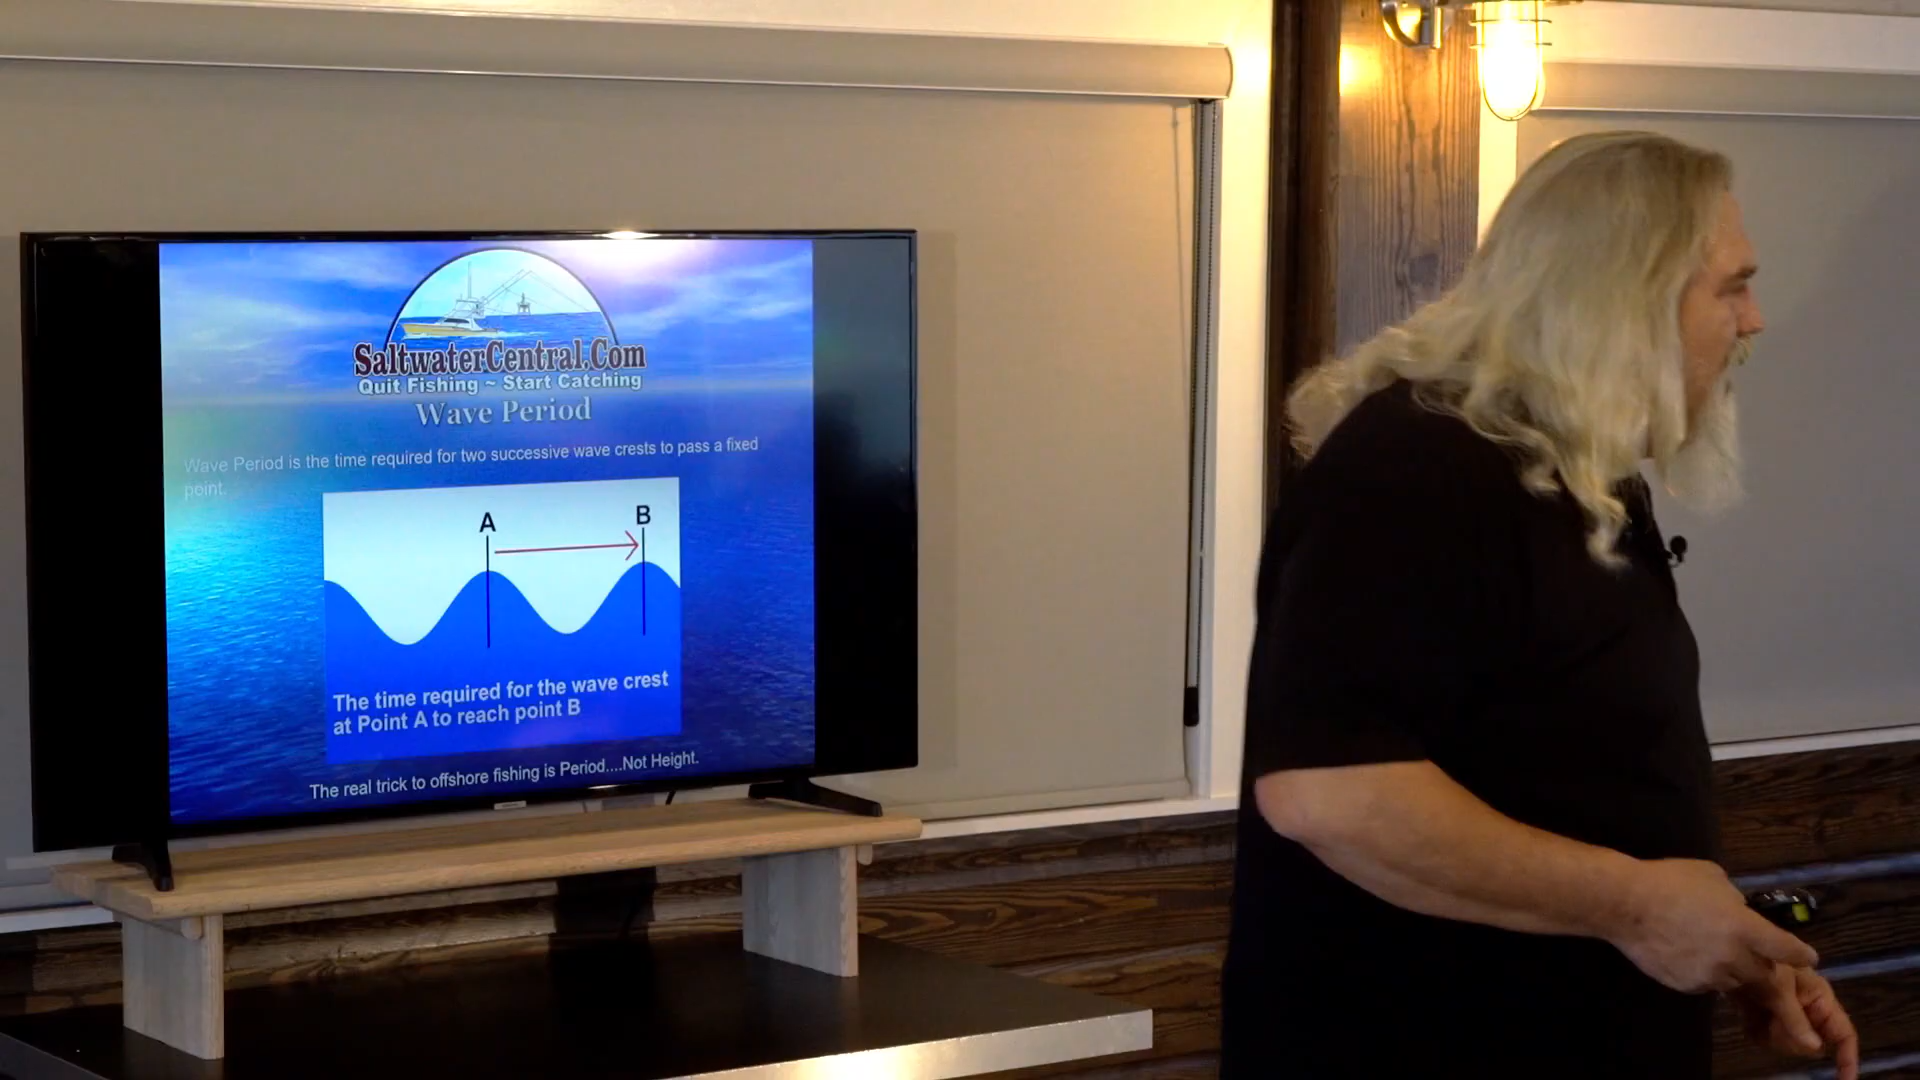 SaltwaterCentral.Com
Quit Fishing ~ Start Catching
Wave Period
Wave Period is the time required for two successive wave crests to pass a fixed
point.
A B
The time required for the wave crest
at Point A to reach point B
The real trick to offshore fishing is Period....Not Height.